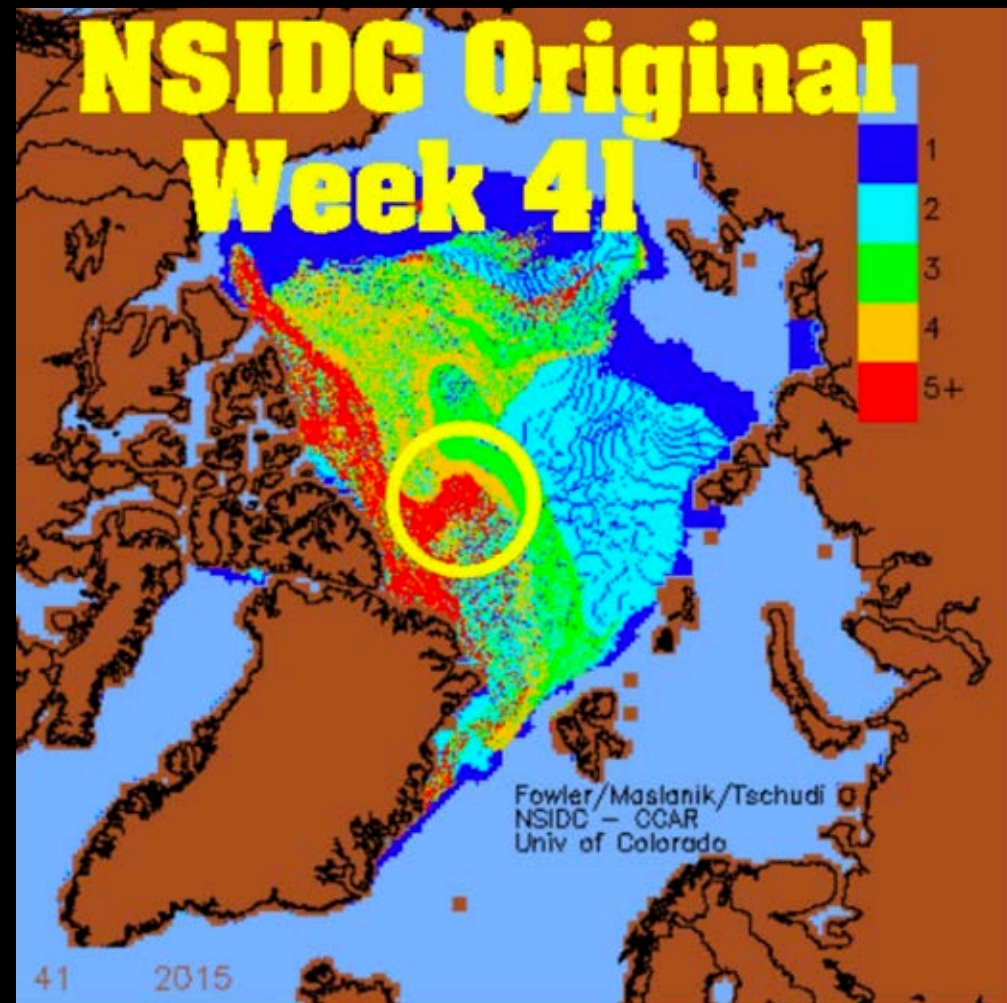 NSIDC Original
Week 41
1
2
3
4
5+
Fowler/Maslanik/Tschudi
NSIDC – CCAR
Univ of Colorado
41 2015